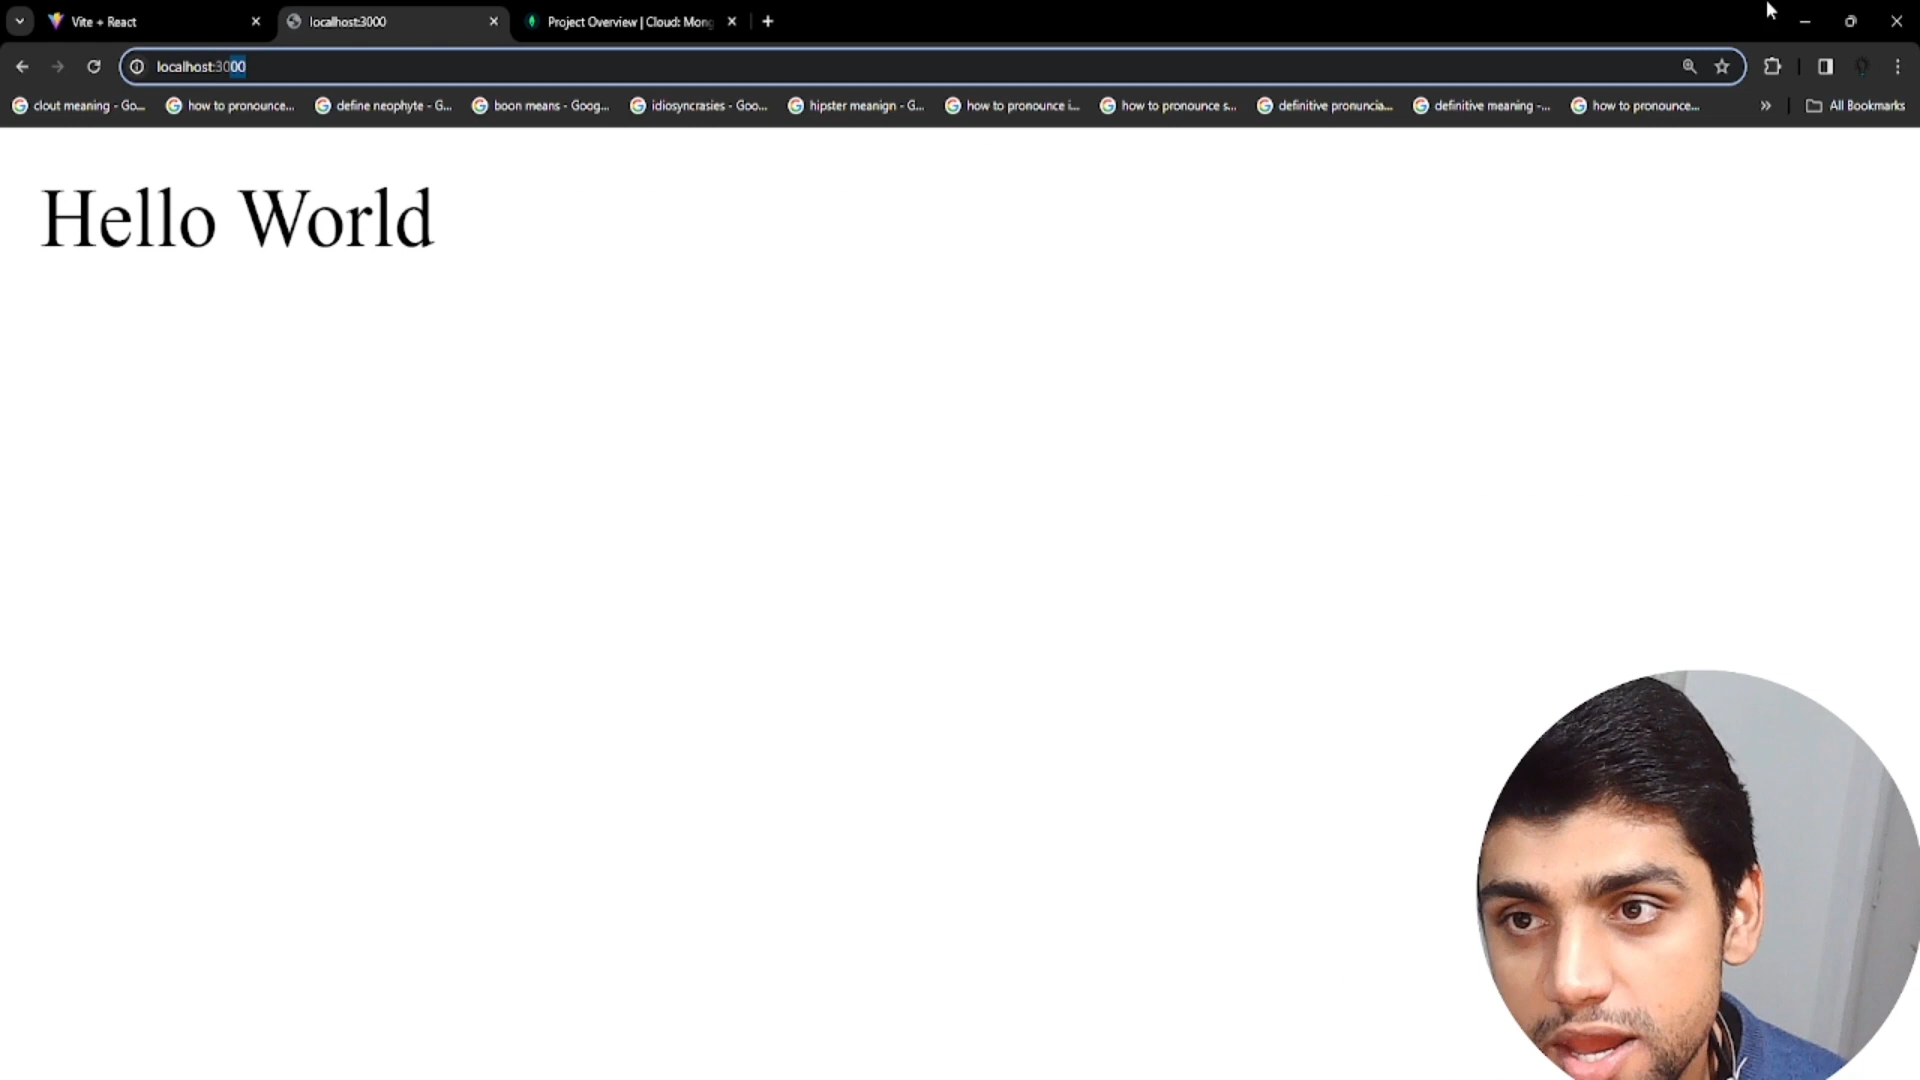 Vite + React
localhost:3000
Project Overview | Cloud: Mong
localhost:3000
clout meaning - Go...
how to pronounce...
define neophyte - G...
boon means - Goog...
idiosyncrasies - Goo...
hipster meanign - G...
how to pronounce i...
how to pronounce s...
definitive pronuncia...
definitive meaning -...
how to pronounce...
All Bookmarks
Hello World